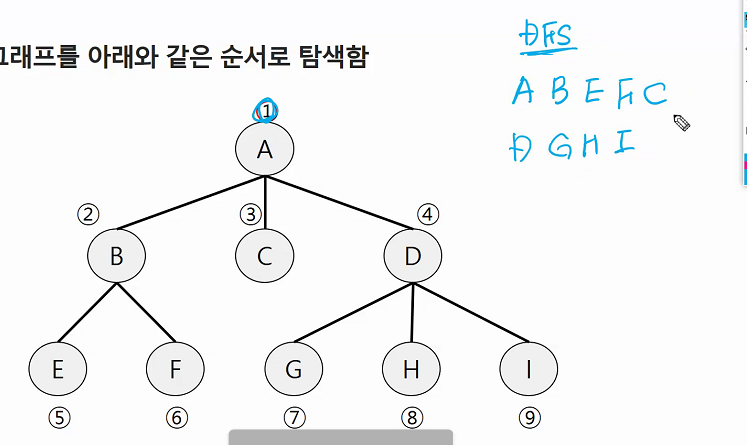 그래프를 아래와 같은 순서로 탐색함
DFS
A B E F C
D G H I
①
A
② ③ ④
B C D
E F G H I
⑤ ⑥ ⑦ ⑧ ⑨